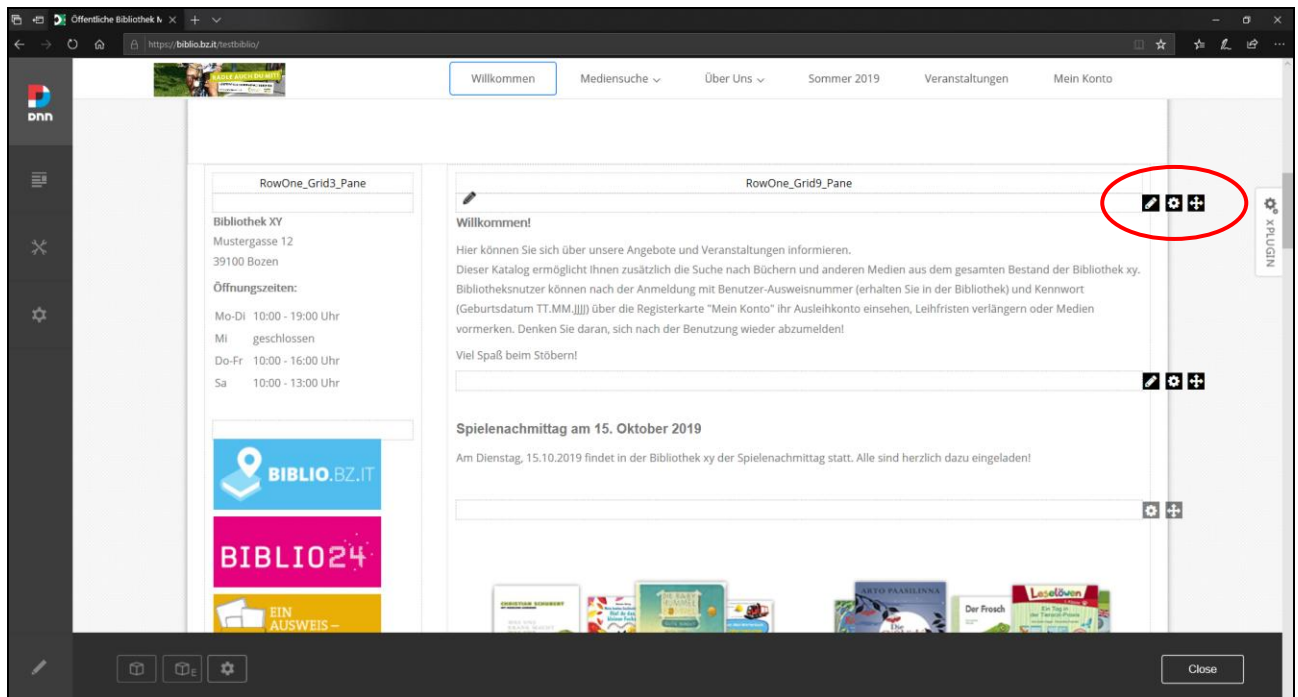 Öffentliche Bibliothek M
https://biblio.bz.it/testbiblio/
RADLE AUCH DU MIT!
Willkommen
Mediensuche
Über Uns
Sommer 2019
Veranstaltungen
Mein Konto
DNN
RowOne_Grid3_Pane
Bibliothek XY
Mustergasse 12
39100 Bozen
Öffnungszeiten:
Mo-Di 10:00 - 19:00 Uhr
Mi geschlossen
Do-Fr 10:00 - 16:00 Uhr
Sa 10:00 - 13:00 Uhr
BIBLIO.BZ.IT
BIBLIO24
EIN
AUSWEIS –
RowOne_Grid9_Pane
Willkommen!
Hier können Sie sich über unsere Angebote und Veranstaltungen informieren.
Dieser Katalog ermöglicht Ihnen zusätzlich die Suche nach Büchern und anderen Medien aus dem gesamten Bestand der Bibliothek xy.
Bibliotheksnutzer können nach der Anmeldung mit Benutzer-Ausweisnummer (erhalten Sie in der Bibliothek) und Kennwort
(Geburtsdatum TT.MM.JJJJ) über die Registerkarte "Mein Konto" ihr Ausleihkonto einsehen, Leihfristen verlängern oder Medien
vormerken. Denken Sie daran, sich nach der Benutzung wieder abzumelden!
Viel Spaß beim Stöbern!
Spielenachmittag am 15. Oktober 2019
Am Dienstag, 15.10.2019 findet in der Bibliothek xy der Spielenachmittag statt. Alle sind herzlich dazu eingeladen!
CHRISTIAN SCHUBERT
ARTO PAASILINNA
Die
Der Frosch
Leselöwen
XPLUGIN
E
Close